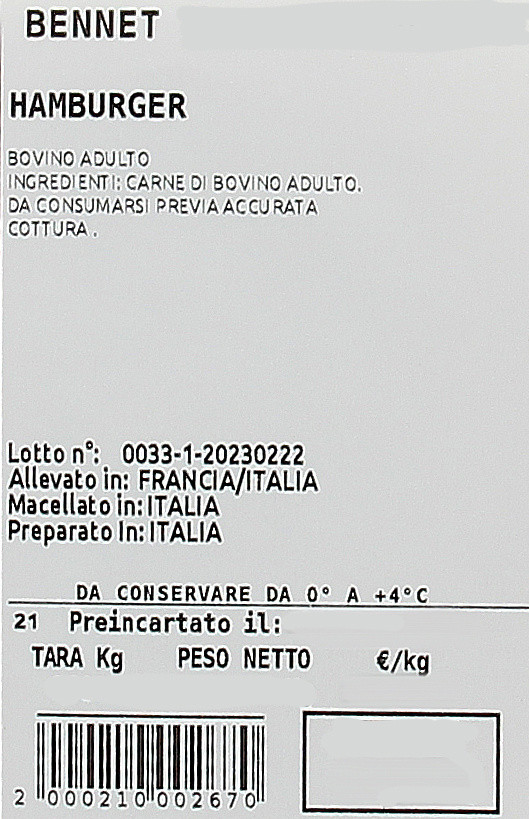 BENNET
HAMBURGER
BOVINO ADULTO
INGREDIENTI: CARNE DI BOVINO ADULTO.
DA CONSUMARSI PREVIA ACCURATA
COTTURA .
Lotto n°: 0033-1-20230222
Allevato in: FRANCIA/ITALIA
Macellato in: ITALIA
Preparato In: ITALIA
DA CONSERVARE DA 0° A +4°C
21 Preincartato il:
TARA Kg PESO NETTO €/kg
2 000210 002670